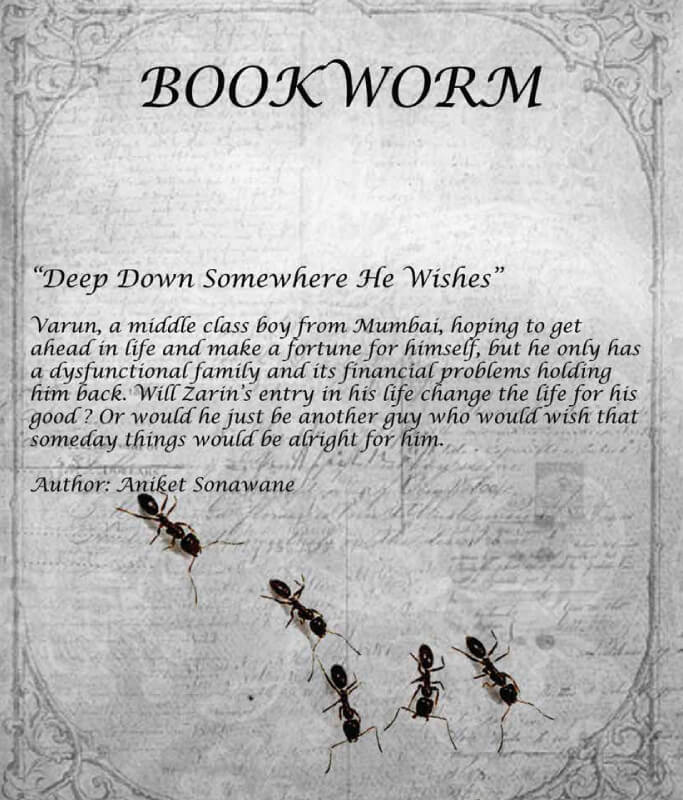 BOOKWORM
“Deep Down Somewhere He Wishes”
Varun, a middle class boy from Mumbai, hoping to get
ahead in life and make a fortune for himself, but he only has
a dysfunctional family and its financial problems holding
him back. Will Zarin's entry in his life change the life for his
good ? Or would he just be another guy who would wish that
someday things would be alright for him.
Author: Aniket Sonawane
DOLLARS